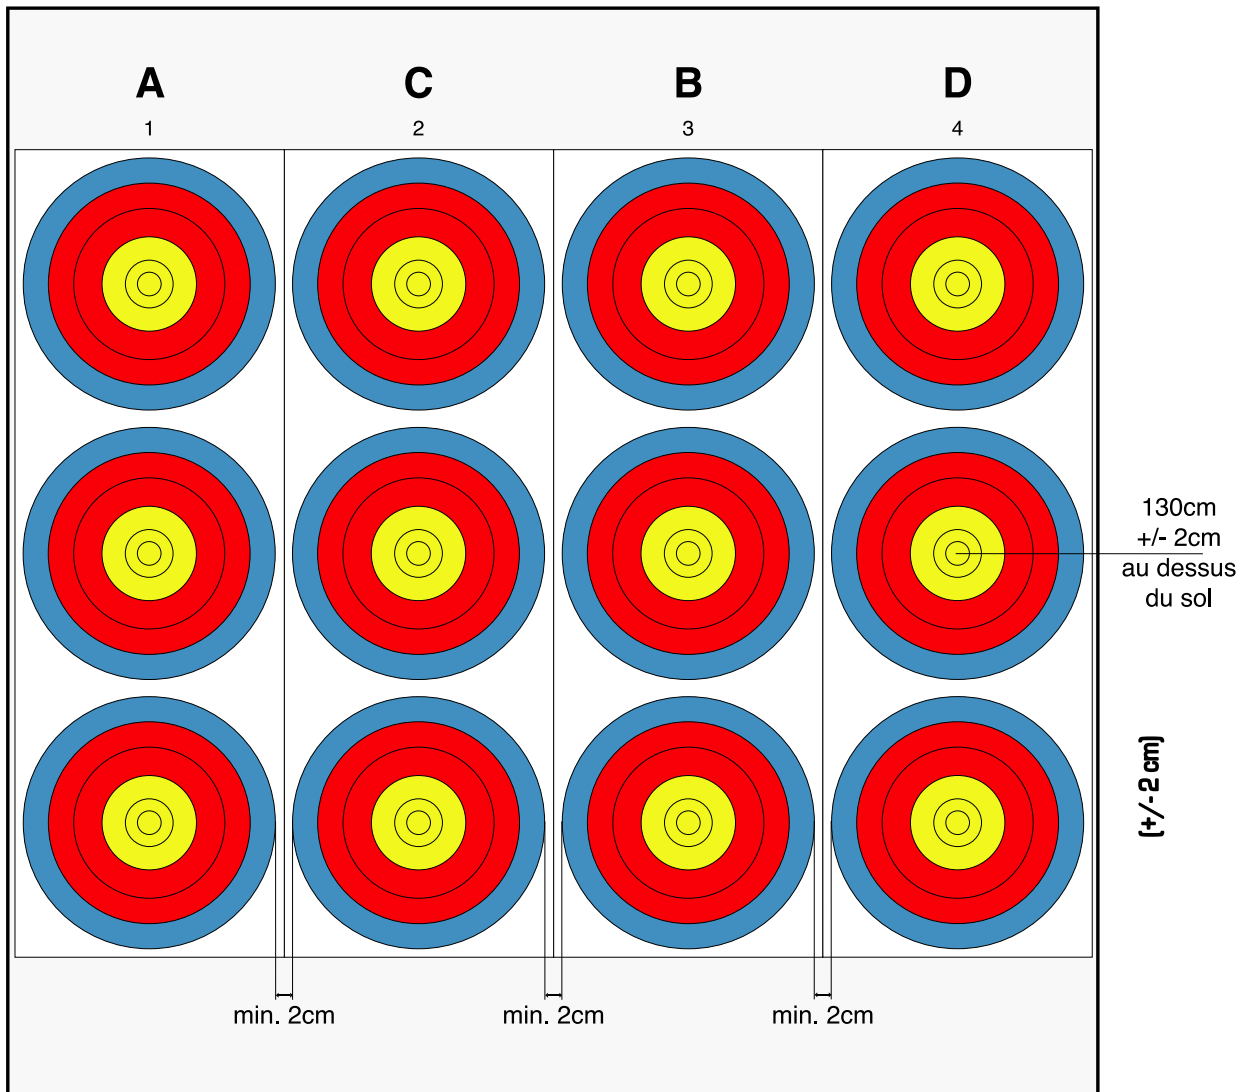 A C B D
1 2 3 4
130cm
+/- 2cm
au dessus
du sol
(+/-2 cm)
min. 2cm min. 2cm min. 2cm